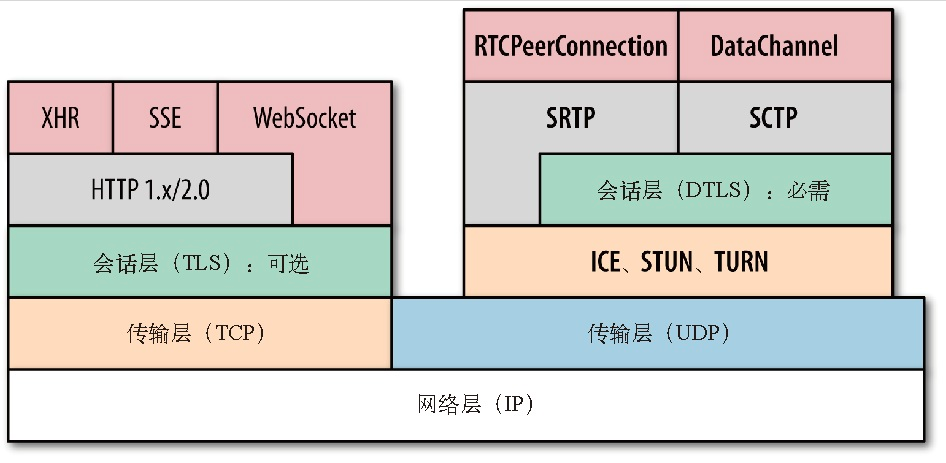 RTCPeerConnection
DataChannel
XHR
SSE
WebSocket
SRTP
SCTP
HTTP 1.x/2.0
会话层（DTLS）：必需
会话层（TLS）：可选
ICE、STUN、TURN
传输层（TCP）
传输层（UDP）
网络层（IP）